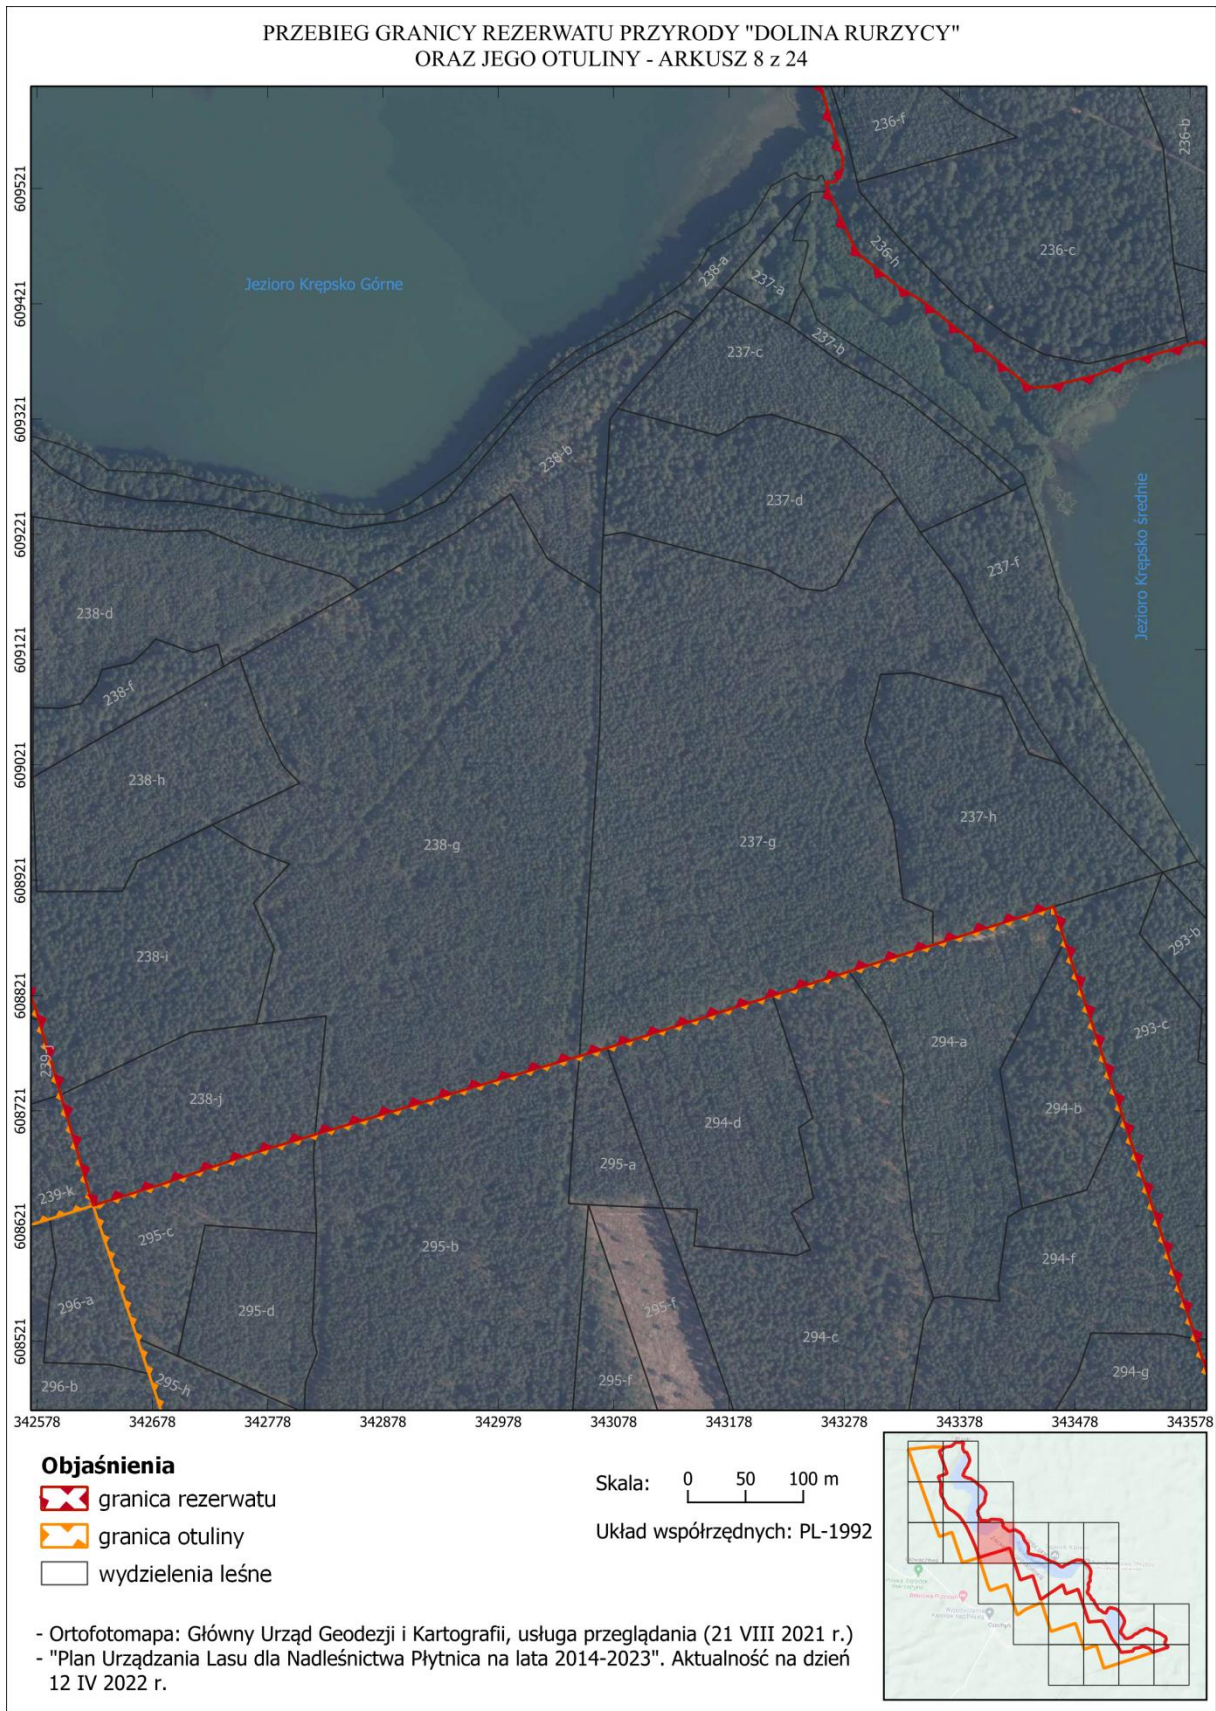 PRZEBIEG GRANICY REZERWATU PRZYRODY "DOLINA RURZYCY"
ORAZ JEGO OTULINY - ARKUSZ 8 z 24
236-f
236-b
609521
238-a
237-a
236-h
236-c
Jezioro Krępsko Górne
609421
237-c
237-b
609321
238-b
237-d
Jezioro Krępsko średnie
609221
237-f
238-d
609121
238-f
609021
238-h
237-h
238-g
237-g
608921
293-b
238-i
608821
293-c
294-a
239-j
238-j
294-b
608721
294-d
295-a
239-k
608621
295-c
295-b
294-f
296-a
295-d
295-f
294-c
608521
294-g
296-b
295-h
295-f
342578 342678 342778 342878 342978 343078 343178 343278 343378 343478 343578
Objaśnienia
granica rezerwatu
granica otuliny
wydzielenia leśne
Skala: 0 50 100 m
Układ współrzędnych: PL-1992
- Ortofotomapa: Główny Urząd Geodezji i Kartografii, usługa przeglądania (21 VIII 2021 r.)
- "Plan Urządzania Lasu dla Nadleśnictwa Płytnica na lata 2014-2023". Aktualność na dzień
12 IV 2022 r.